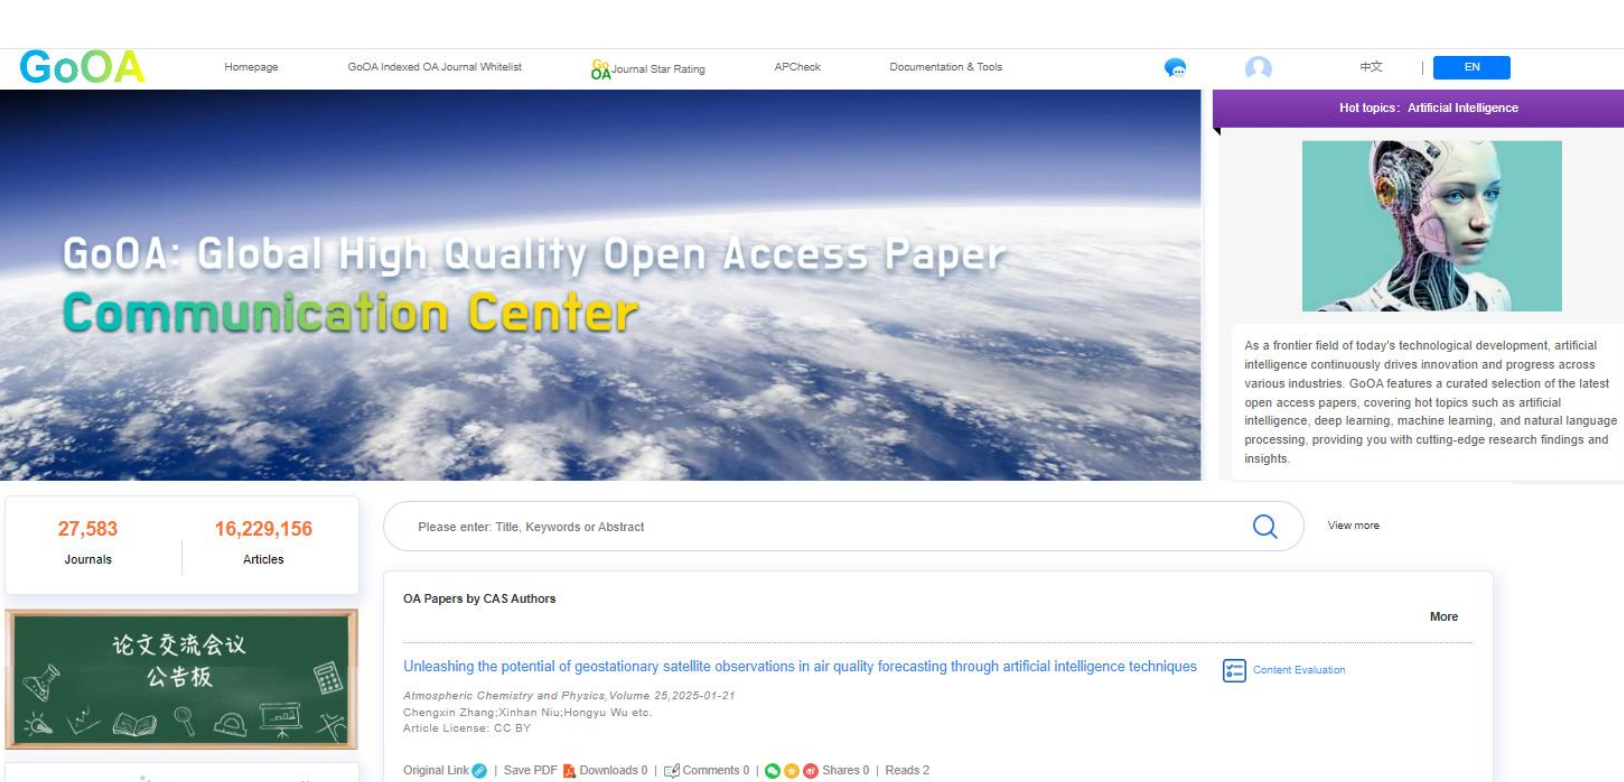 GoOA
Homepage
GoOA Indexed OA Journal Whitelist
GoOA Journal Star Rating
APCheck
Documentation & Tools
中文 | EN
GoOA: Global High Quality Open Access Paper
Communication Center
Hot topics: Artificial Intelligence
As a frontier field of today's technological development, artificial
intelligence continuously drives innovation and progress across
various industries. GoOA features a curated selection of the latest
open access papers, covering hot topics such as artificial
intelligence, deep learning, machine learning, and natural language
processing, providing you with cutting-edge research findings and
insights.
27,583
Journals
16,229,156
Articles
论文交流会议
公告板
Please enter: Title, Keywords or Abstract
View more
OA Papers by CAS Authors
More
Unleashing the potential of geostationary satellite observations in air quality forecasting through artificial intelligence techniques
Content Evaluation
Atmospheric Chemistry and Physics,Volume 25,2025-01-21
Chengxin Zhang;Xinhan Niu;Hongyu Wu etc.
Article License: CC BY
Original Link | Save PDF Downloads 0 | Comments 0 | Shares 0 | Reads 2